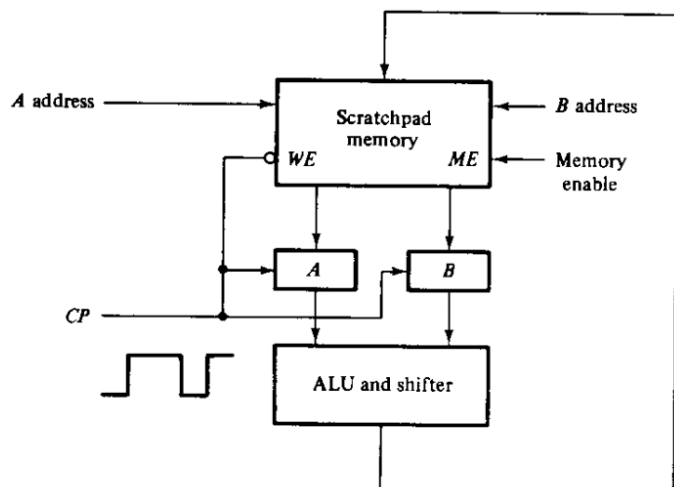 A address
Scratchpad
memory
B address
WE
ME
Memory
enable
A
B
CP
ALU and shifter